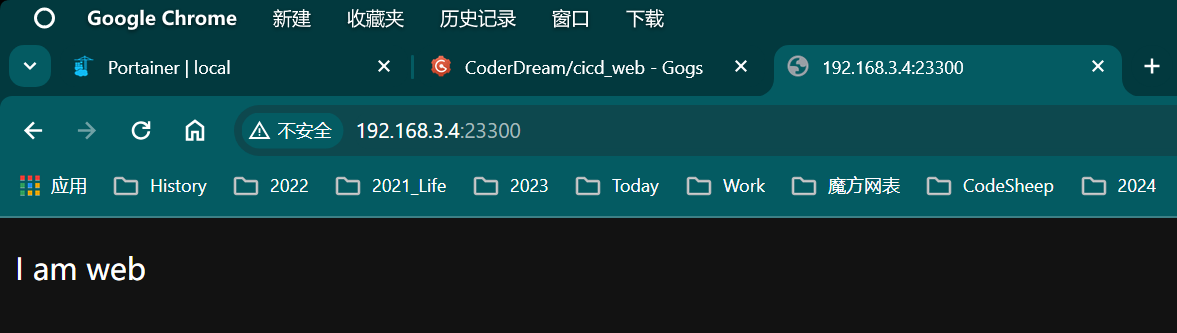 Google Chrome 新建 收藏夹 历史记录 窗口 下载
Portainer | local CoderDream/cicd_web - Gogs 192.168.3.4:23300
不安全 192.168.3.4:23300
应用 History 2022 2021_Life 2023 Today Work 魔方网表 CodeSheep 2024
I am web